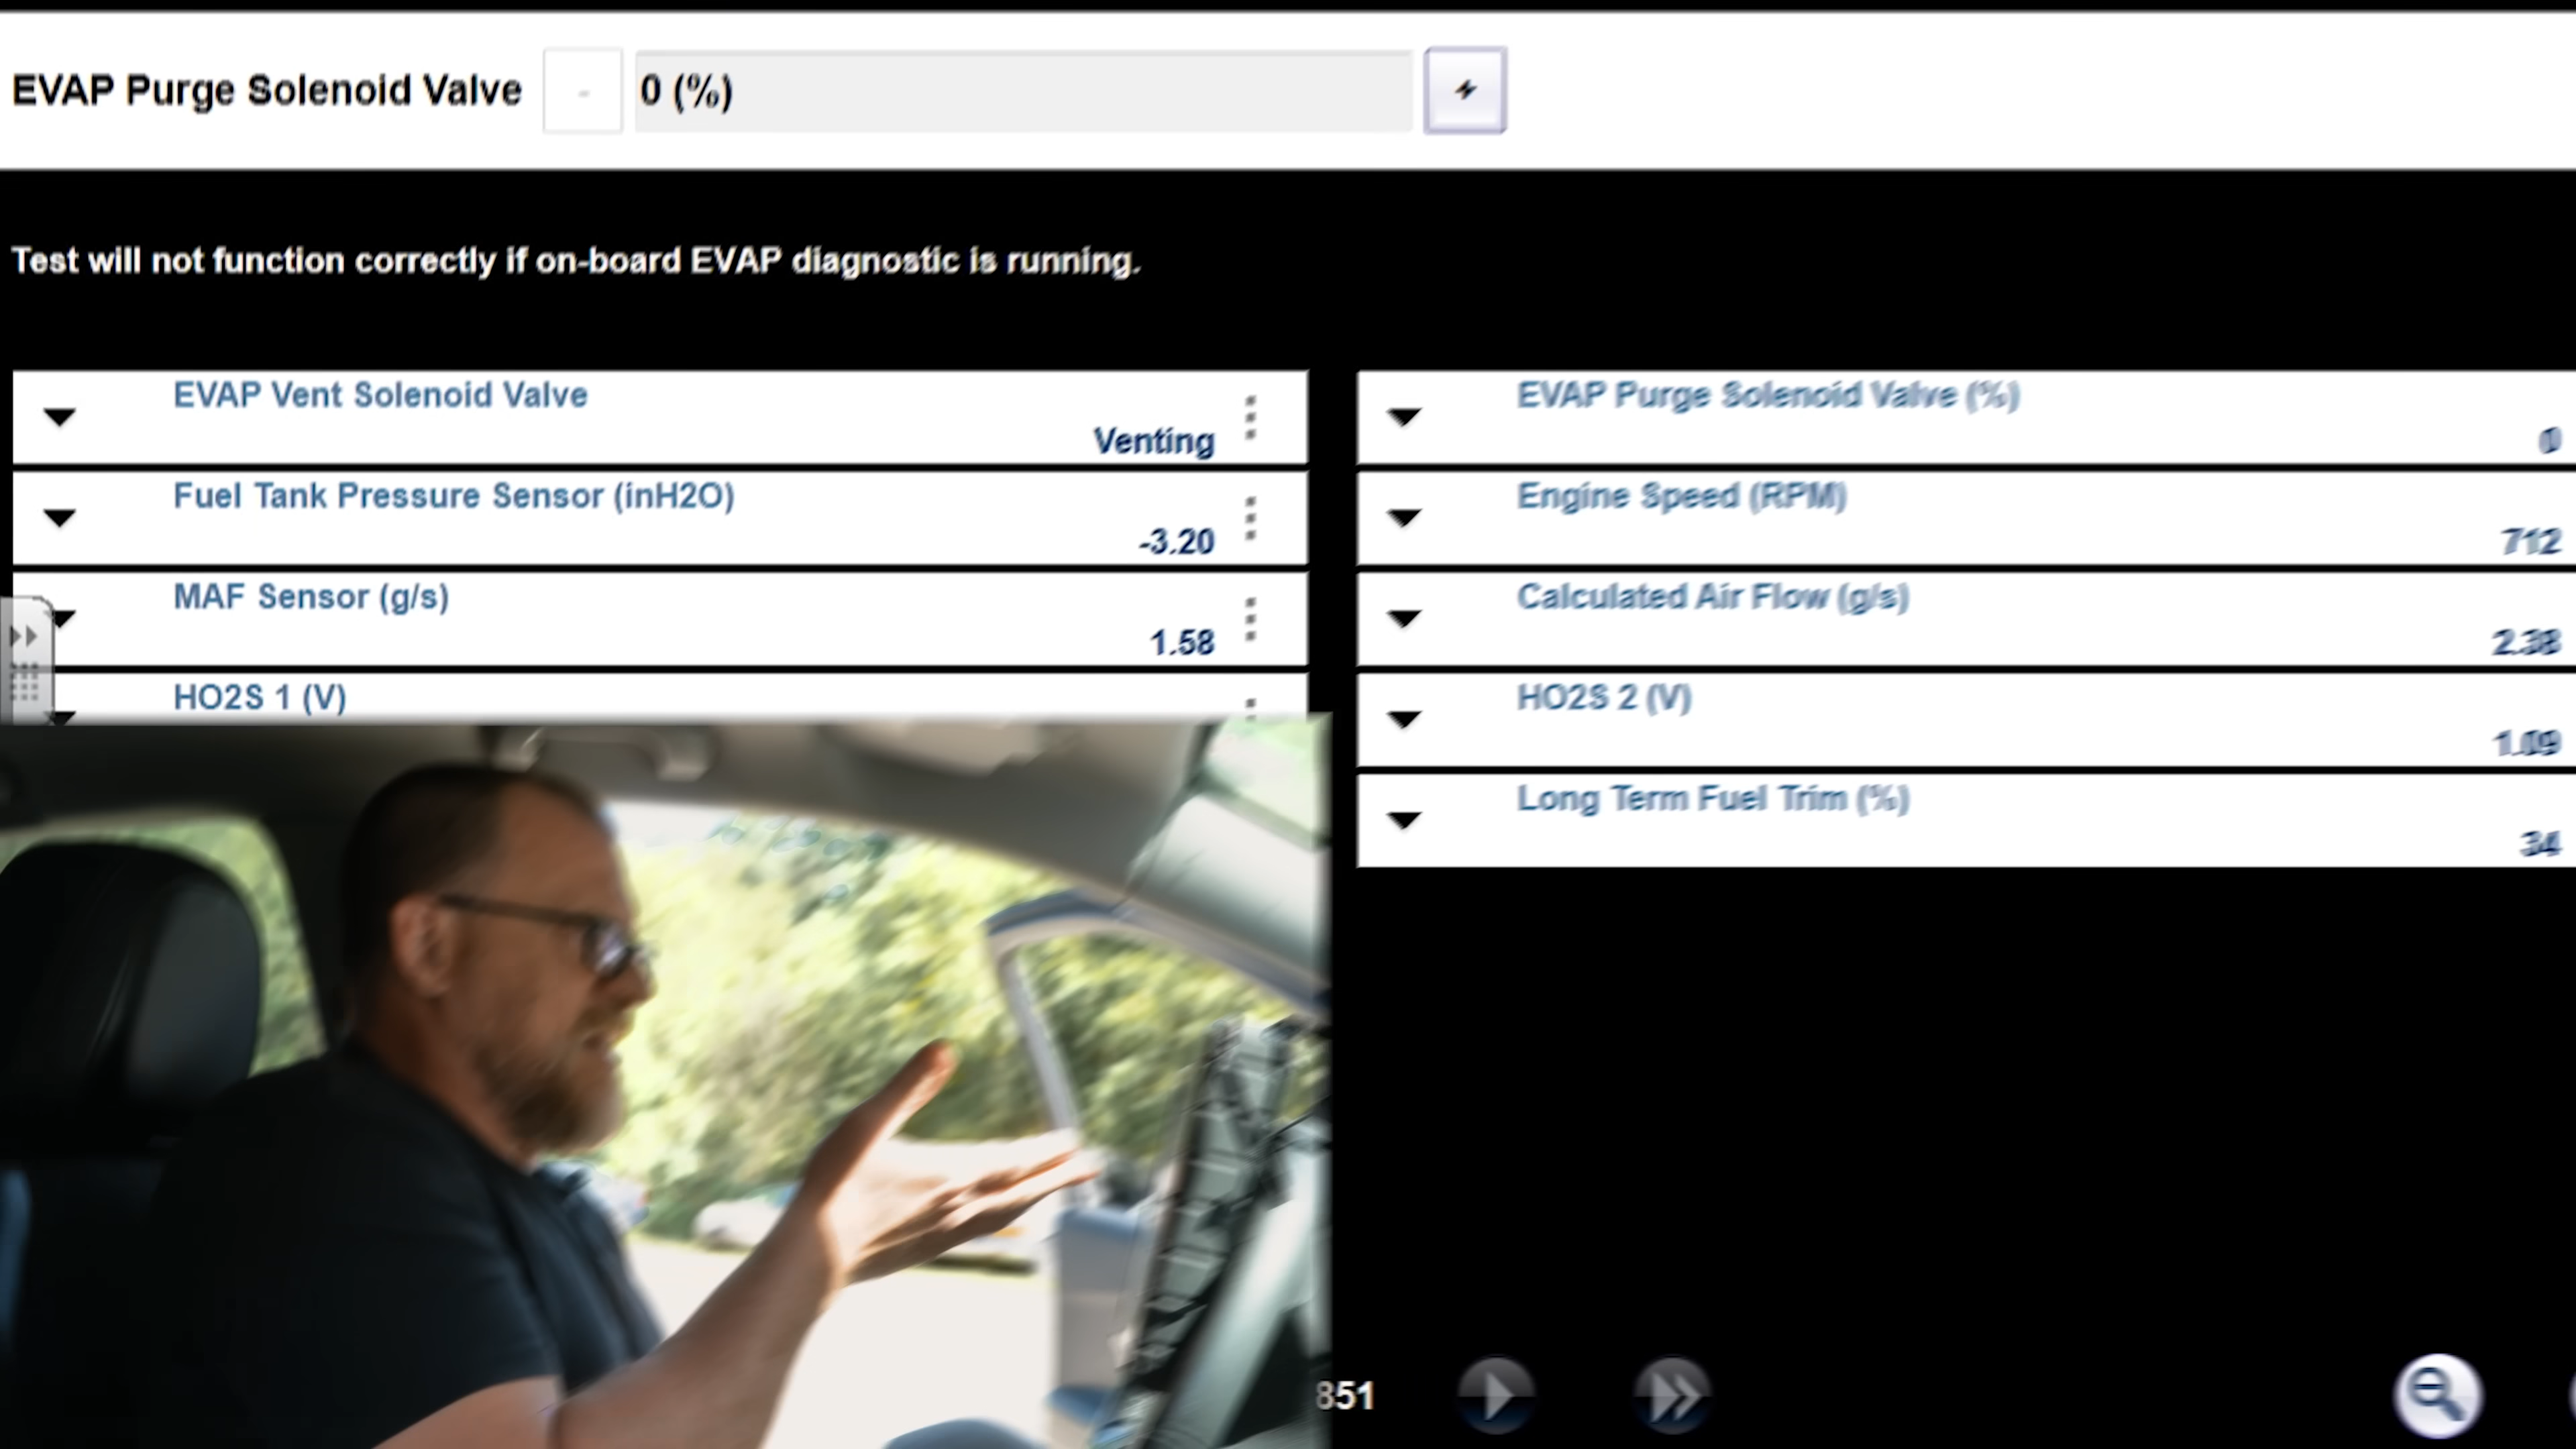 EVAP Purge Solenoid Valve - 0 (%) +
Test will not function correctly if on-board EVAP diagnostic is running.
EVAP Vent Solenoid Valve
Venting
Fuel Tank Pressure Sensor (inH2O)
-3.20
MAF Sensor (g/s)
1.58
HO2S 1 (V)
EVAP Purge Solenoid Valve (%)
0
Engine Speed (RPM)
712
Calculated Air Flow (g/s)
2.38
HO2S 2 (V)
1.09
Long Term Fuel Trim (%)
34
851